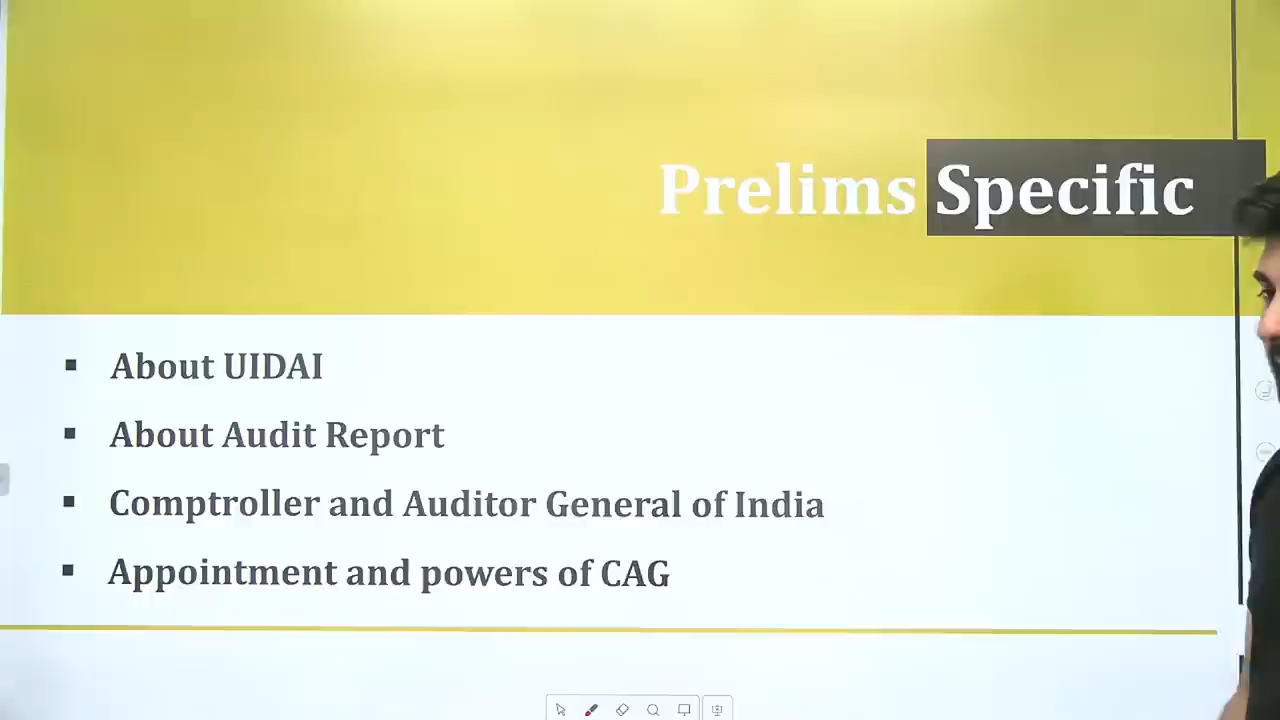 Prelims Specific
▪ About UIDAI
▪ About Audit Report
▪ Comptroller and Auditor General of India
▪ Appointment and powers of CAG